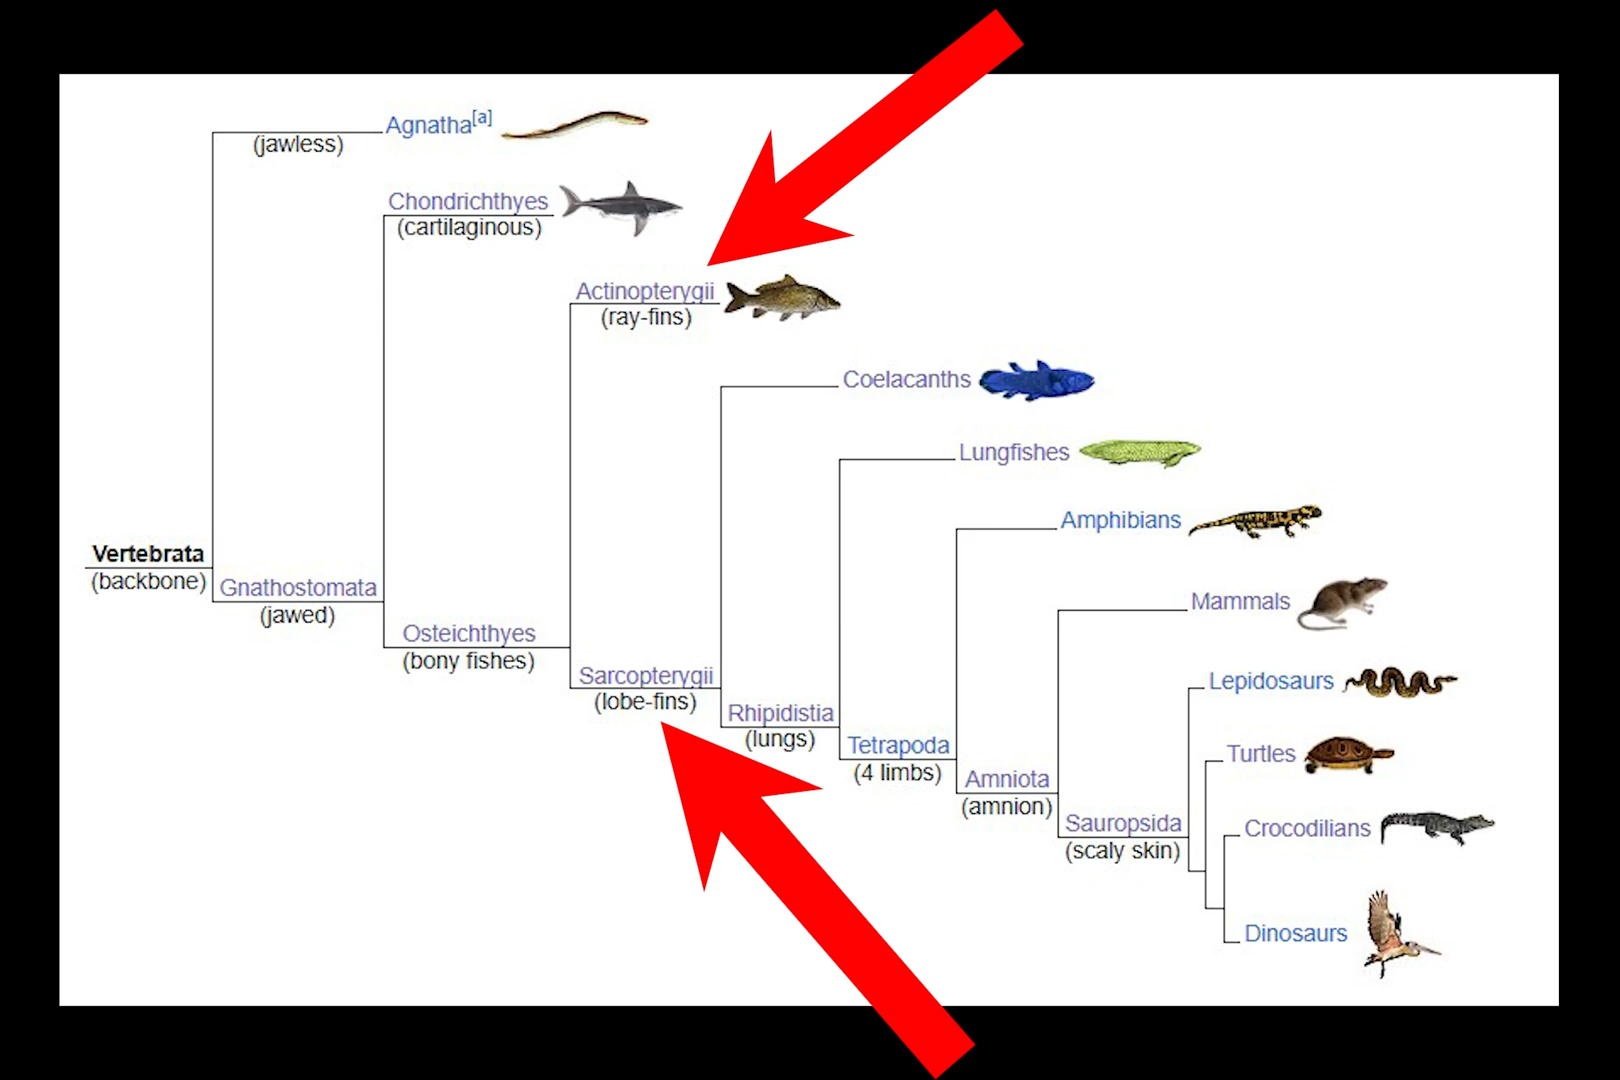 Agnatha[a]
(jawless)
Chondrichthyes
(cartilaginous)
Actinopterygii
(ray-fins)
Coelacanths
Lungfishes
Amphibians
Vertebrata
(backbone)
Gnathostomata
(jawed)
Mammals
Osteichthyes
(bony fishes)
Sarcopterygii
(lobe-fins)
Lepidosaurs
Rhipidistia
(lungs)
Tetrapoda
(4 limbs)
Turtles
Amniota
(amnion)
Sauropsida
(scaly skin)
Crocodilians
Dinosaurs